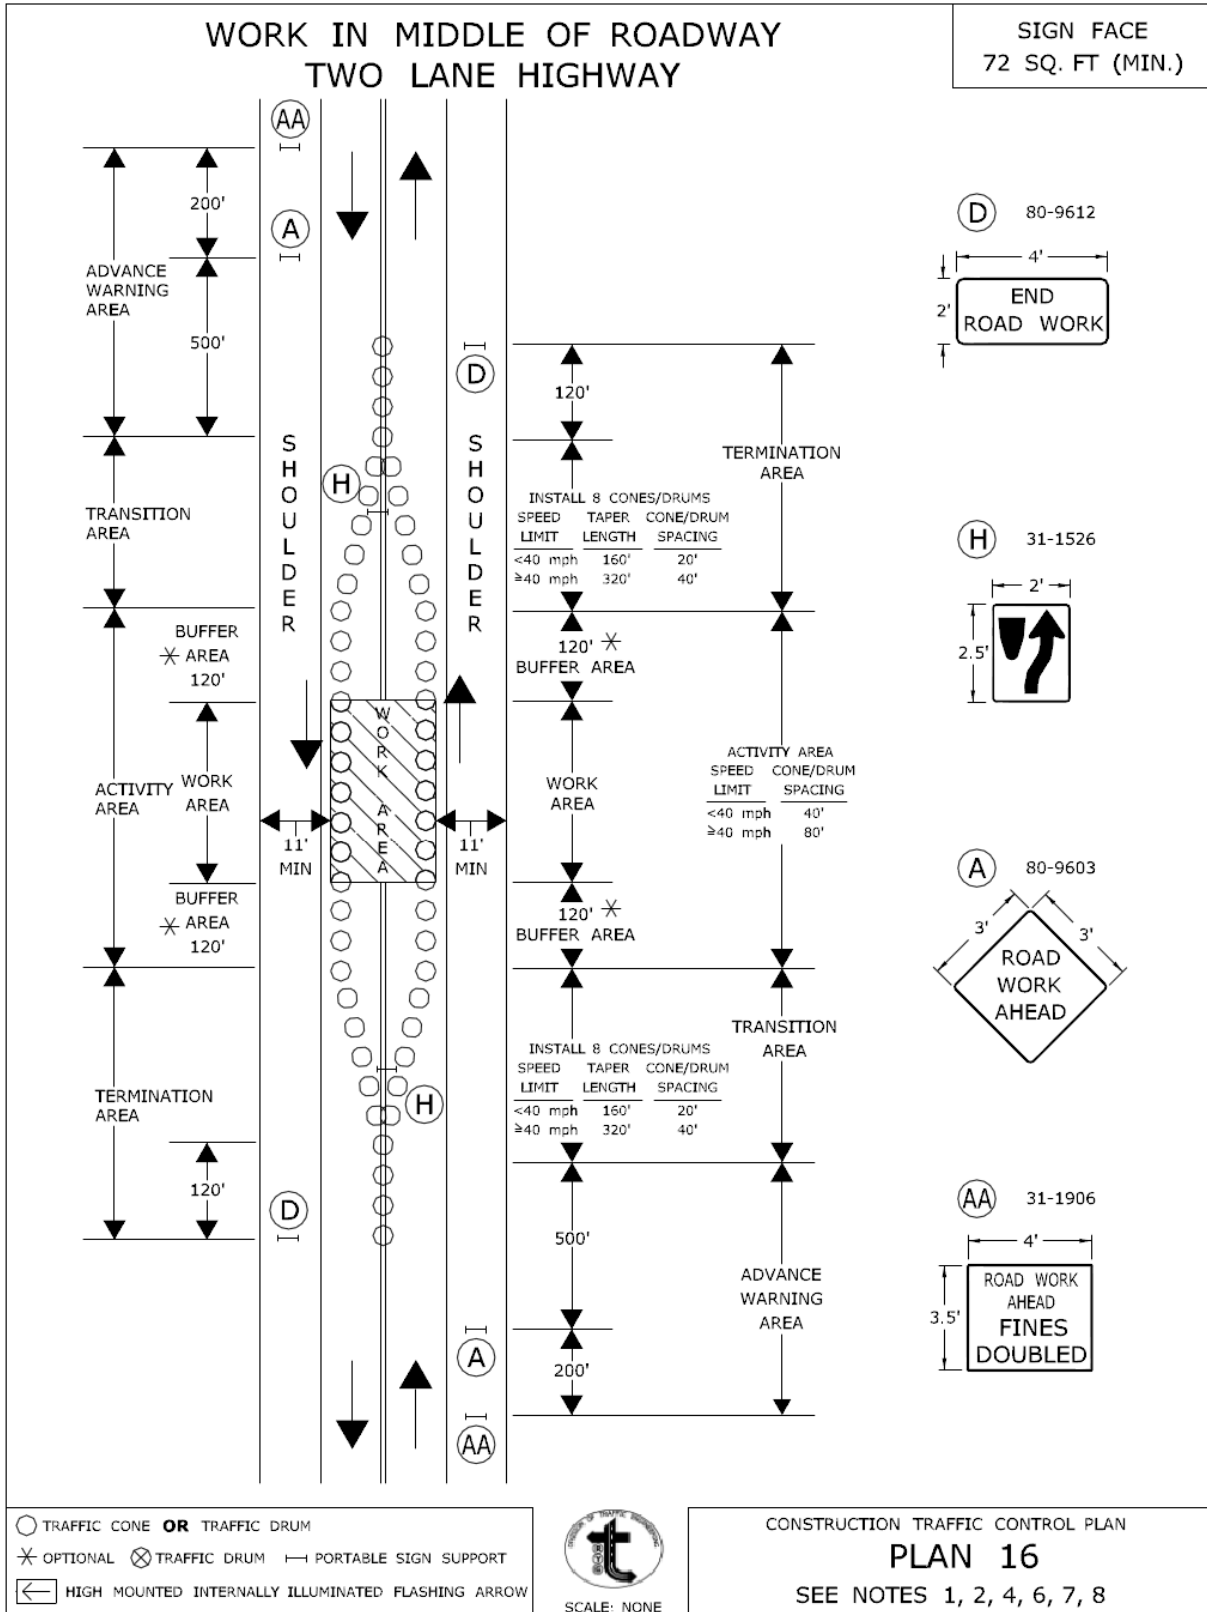 WORK IN MIDDLE OF ROADWAY
TWO LANE HIGHWAY
SIGN FACE
72 SQ. FT (MIN.)
AA
200'
A
ADVANCE
WARNING
AREA
500'
D
120'
SHOULDER
SHOULDER
TERMINATION
AREA
H
TRANSITION
AREA
INSTALL 8 CONES/DRUMS
SPEED TAPER CONE/DRUM
LIMIT LENGTH SPACING
<40 mph 160' 20'
≥40 mph 320' 40'
BUFFER
* AREA
120'
120' *
BUFFER AREA
WORK AREA
ACTIVITY
AREA
WORK
AREA
WORK
AREA
ACTIVITY AREA
SPEED CONE/DRUM
LIMIT SPACING
<40 mph 40'
≥40 mph 80'
11'
MIN
11'
MIN
BUFFER
* AREA
120'
120' *
BUFFER AREA
TRANSITION
AREA
INSTALL 8 CONES/DRUMS
SPEED TAPER CONE/DRUM
LIMIT LENGTH SPACING
<40 mph 160' 20'
≥40 mph 320' 40'
TERMINATION
AREA
H
120'
D
500'
ADVANCE
WARNING
AREA
A
200'
AA
D 80-9612
4'
2'
END
ROAD WORK
H 31-1526
2'
2.5'
A 80-9603
3'
3'
ROAD
WORK
AHEAD
AA 31-1906
4'
3.5'
ROAD WORK
AHEAD
FINES
DOUBLED
TRAFFIC CONE OR TRAFFIC DRUM
* OPTIONAL TRAFFIC DRUM PORTABLE SIGN SUPPORT
HIGH MOUNTED INTERNALLY ILLUMINATED FLASHING ARROW
DIVISION OF TRAFFIC ENGINEERING
SCALE: NONE
CONSTRUCTION TRAFFIC CONTROL PLAN
PLAN 16
SEE NOTES 1, 2, 4, 6, 7, 8